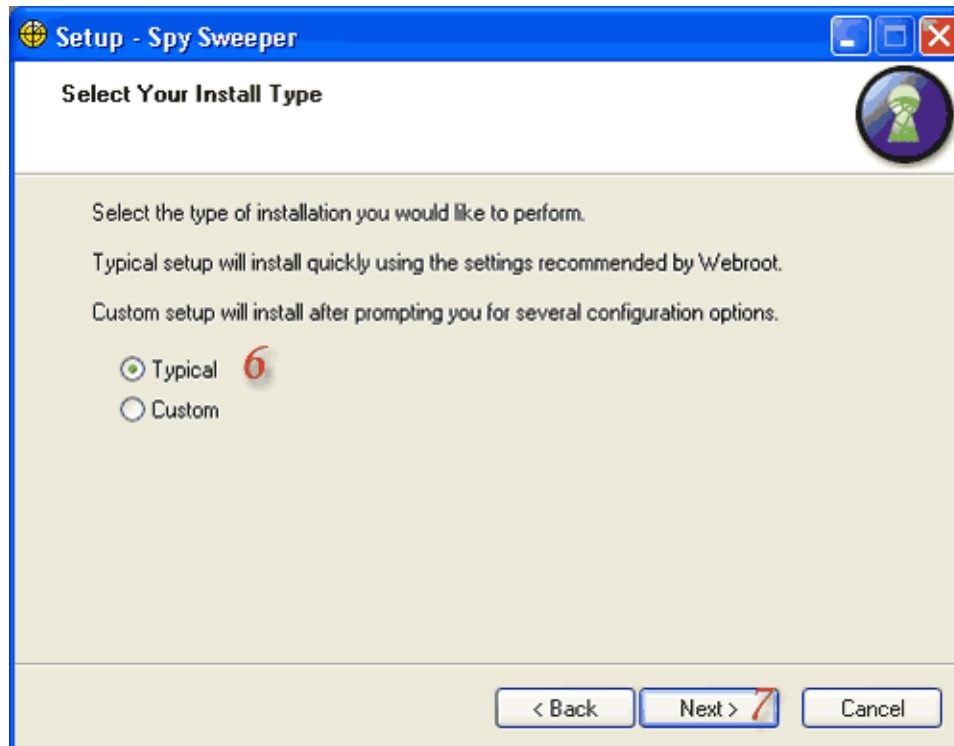 Setup - Spy Sweeper
Select Your Install Type
Select the type of installation you would like to perform.
Typical setup will install quickly using the settings recommended by Webroot.
Custom setup will install after prompting you for several configuration options.
Typical 6
Custom
< Back Next > 7 Cancel